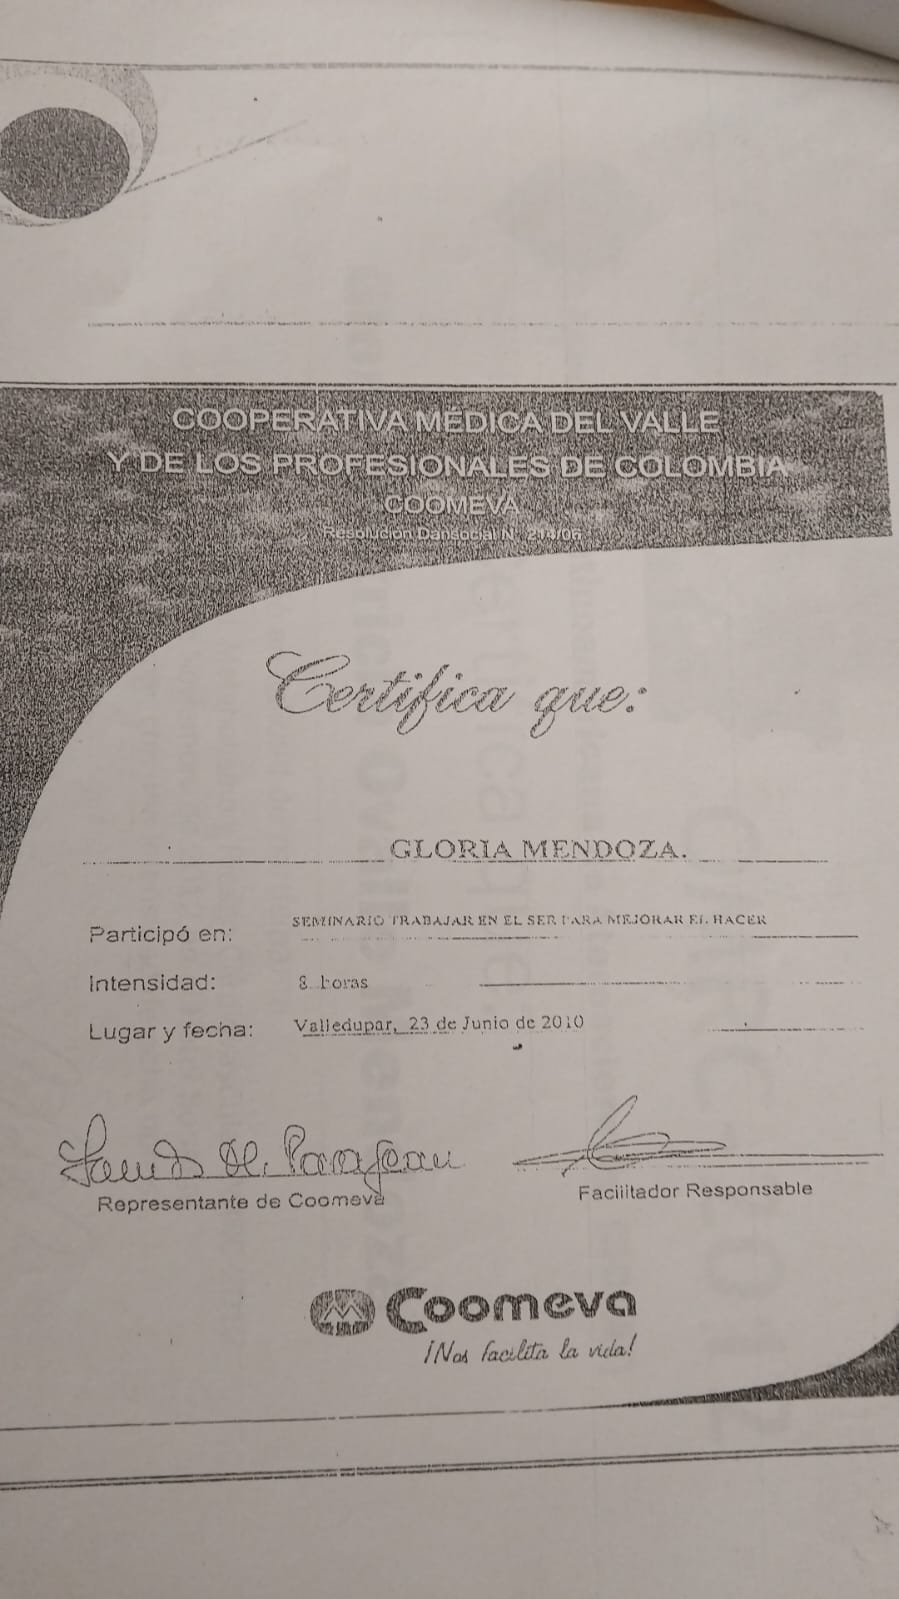 COOPERATIVA MÉDICA DEL VALLE
Y DE LOS PROFESIONALES DE COLOMBIA
COOMEVA
Resolución Dansocial N. 214/06
Certifica que:
GLORIA MENDOZA.
Participó en: SEMINARIO TRABAJAR EN EL SER PARA MEJORAR EL HACER
Intensidad: 8 horas
Lugar y fecha: Valledupar, 23 de Junio de 2010
Representante de Coomeva
Facilitador Responsable
Coomeva
¡Nos facilita la vida!